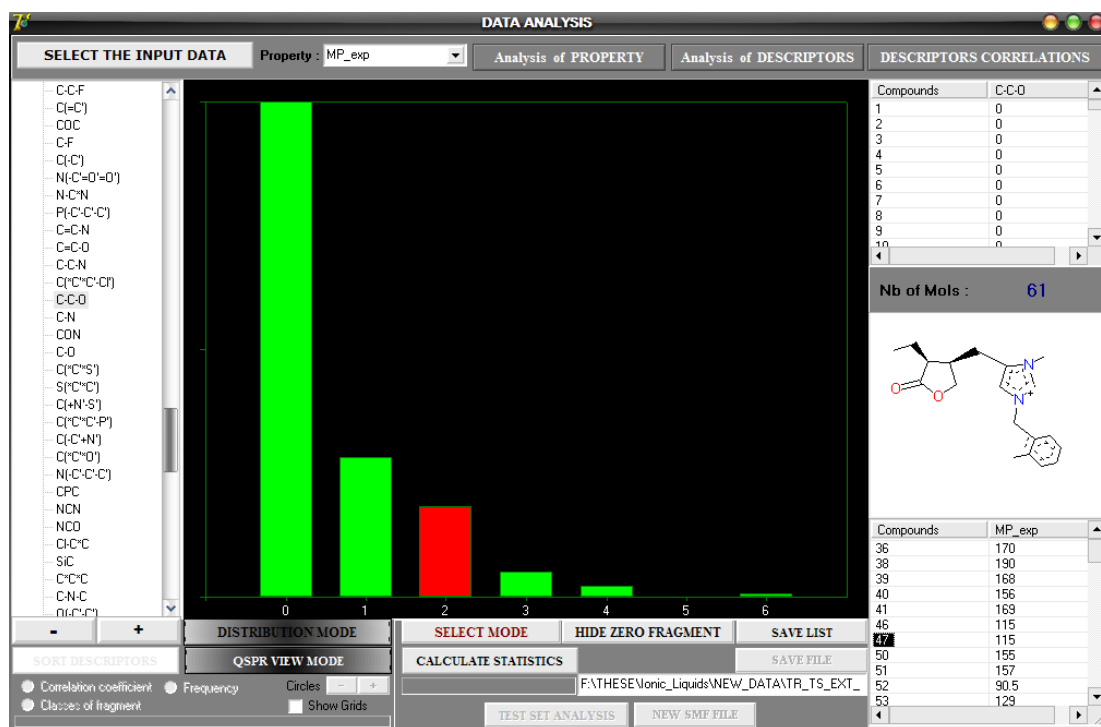 DATA ANALYSIS
SELECT THE INPUT DATA
Property : MP_exp
Analysis of PROPERTY
Analysis of DESCRIPTORS
DESCRIPTORS CORRELATIONS
C-C-F
C(=C')
COC
C-F
C(-C')
N(-C'=O'=O')
N-C*N
P(-C'-C'-C')
C=C-N
C=C-O
C-C-N
C(*C'*C'-Cl')
C-C-O
C-N
CON
C-O
C(*C'*S')
S(*C'*C')
C(+N'-S')
C(*C'*C'-P')
C(-C'+N')
C(*C'*O')
N(-C'-C'-C')
CPC
NCN
NCO
Cl-C*C
SiC
C*C*C
C-N-C
O(-C'-C')
0 1 2 3 4 5 6
Compounds C-C-O
1 0
2 0
3 0
4 0
5 0
6 0
7 0
8 0
9 0
10 0
Nb of Mols : 61
O
O
N
N
+
Compounds MP_exp
36 170
38 190
39 168
40 156
41 169
46 115
47 115
50 155
51 157
52 90.5
53 129
- +
DISTRIBUTION MODE
SELECT MODE
HIDE ZERO FRAGMENT
SAVE LIST
SORT DESCRIPTORS
QSPR VIEW MODE
CALCULATE STATISTICS
SAVE FILE
Correlation coefficient
Frequency
Circles - +
F:\THESE\Ionic_Liquids\NEW_DATA\TR_TS_EXT_
Classes of fragment
Show Grids
TEST SET ANALYSIS
NEW SMF FILE